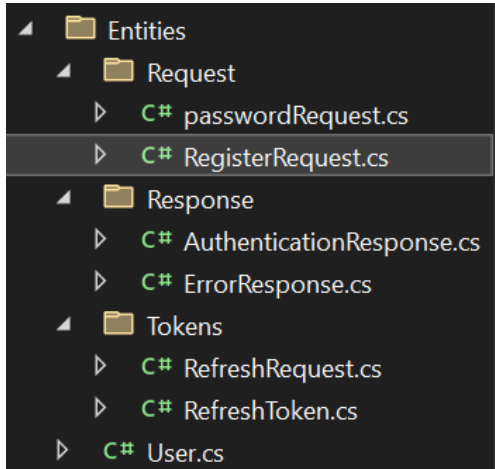 Entities
Request
C# passwordRequest.cs
C# RegisterRequest.cs
Response
C# AuthenticationResponse.cs
C# ErrorResponse.cs
Tokens
C# RefreshRequest.cs
C# RefreshToken.cs
C# User.cs